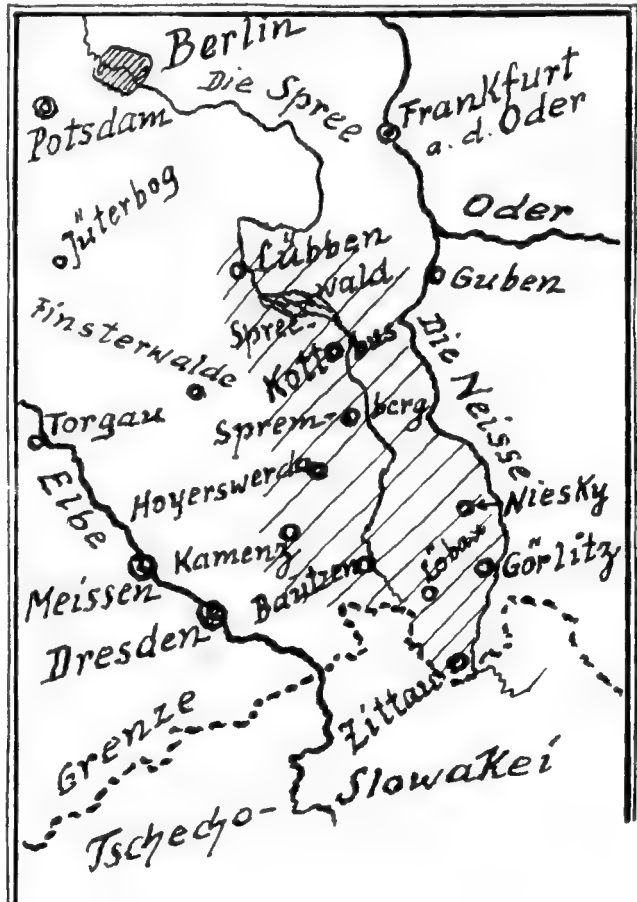 Berlin
Die Spree
Potsdam
Frankfurt
a. d. Oder
Jüterbog
Oder
Lübben
Spree-
wald
Guben
Finsterwalde
Kottbus
Die Neisse
Torgau
Sprem-
berg
Elbe
Hoyerswerda
Niesky
Kamenz
Löbau
Görlitz
Meissen
Bautzen
Dresden
Zittau
Grenze
Tschecho-
Slowakei